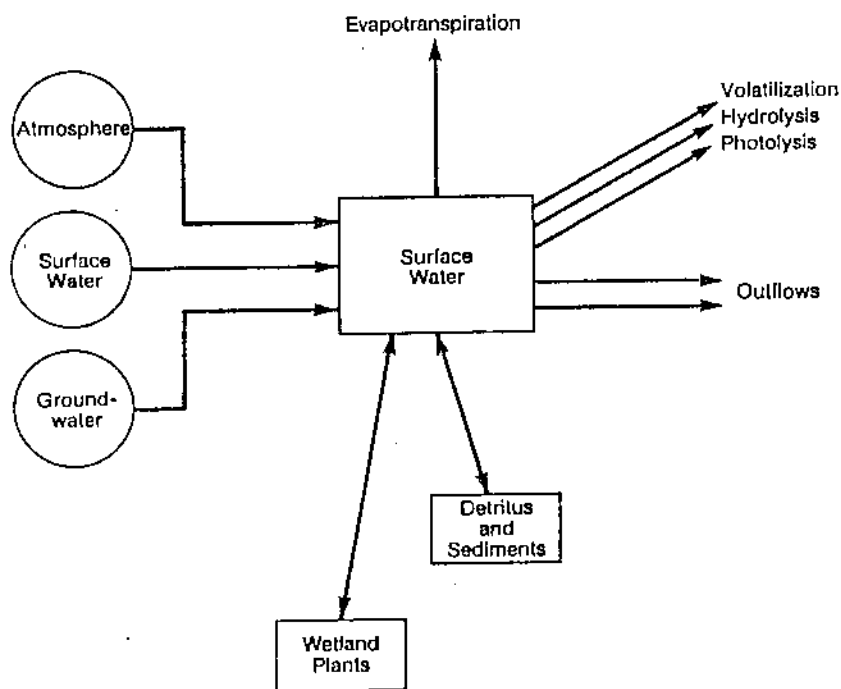 Evapotranspiration
Atmosphere
Volatilization
Hydrolysis
Photolysis
Surface
Water
Surface
Water
Outflows
Ground-
water
Detritus
and
Sediments
Wetland
Plants